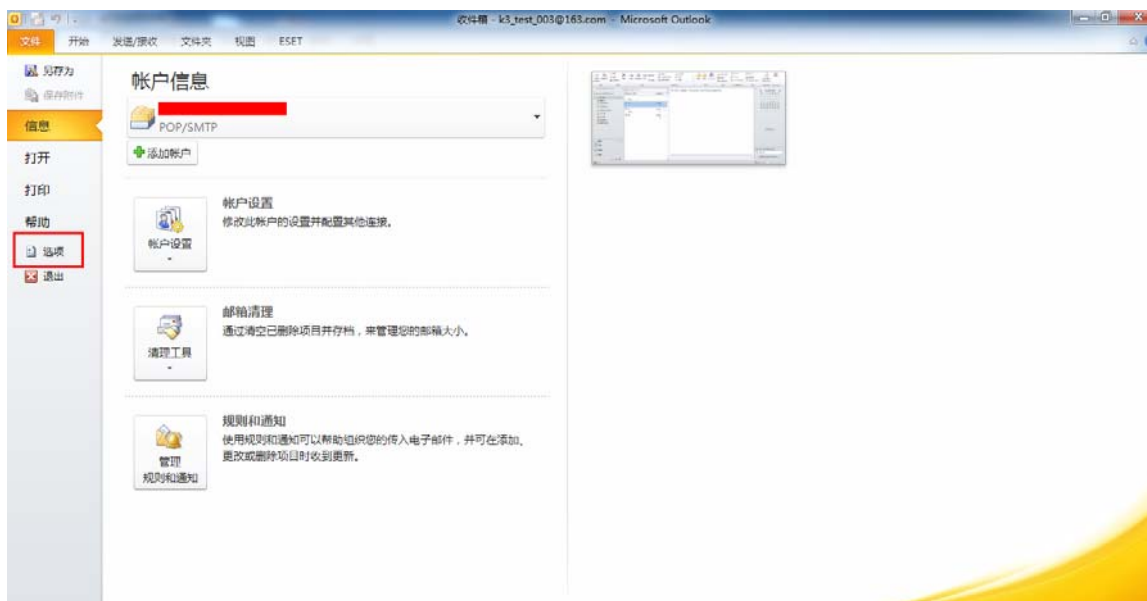 收件箱 - k3_test_003@163.com - Microsoft Outlook
文件 开始 发送/接收 文件夹 视图 ESET
另存为
保存附件
信息
打开
打印
帮助
选项
退出
帐户信息
POP/SMTP
添加帐户
帐户设置
帐户设置
修改此帐户的设置并配置其他连接。
清理工具
邮箱清理
通过清空已删除项目并存档，来管理您的邮箱大小。
管理
规则和通知
规则和通知
使用规则和通知可以帮助组织您的传入电子邮件，并可在添加、
更改或删除项目时收到更新。